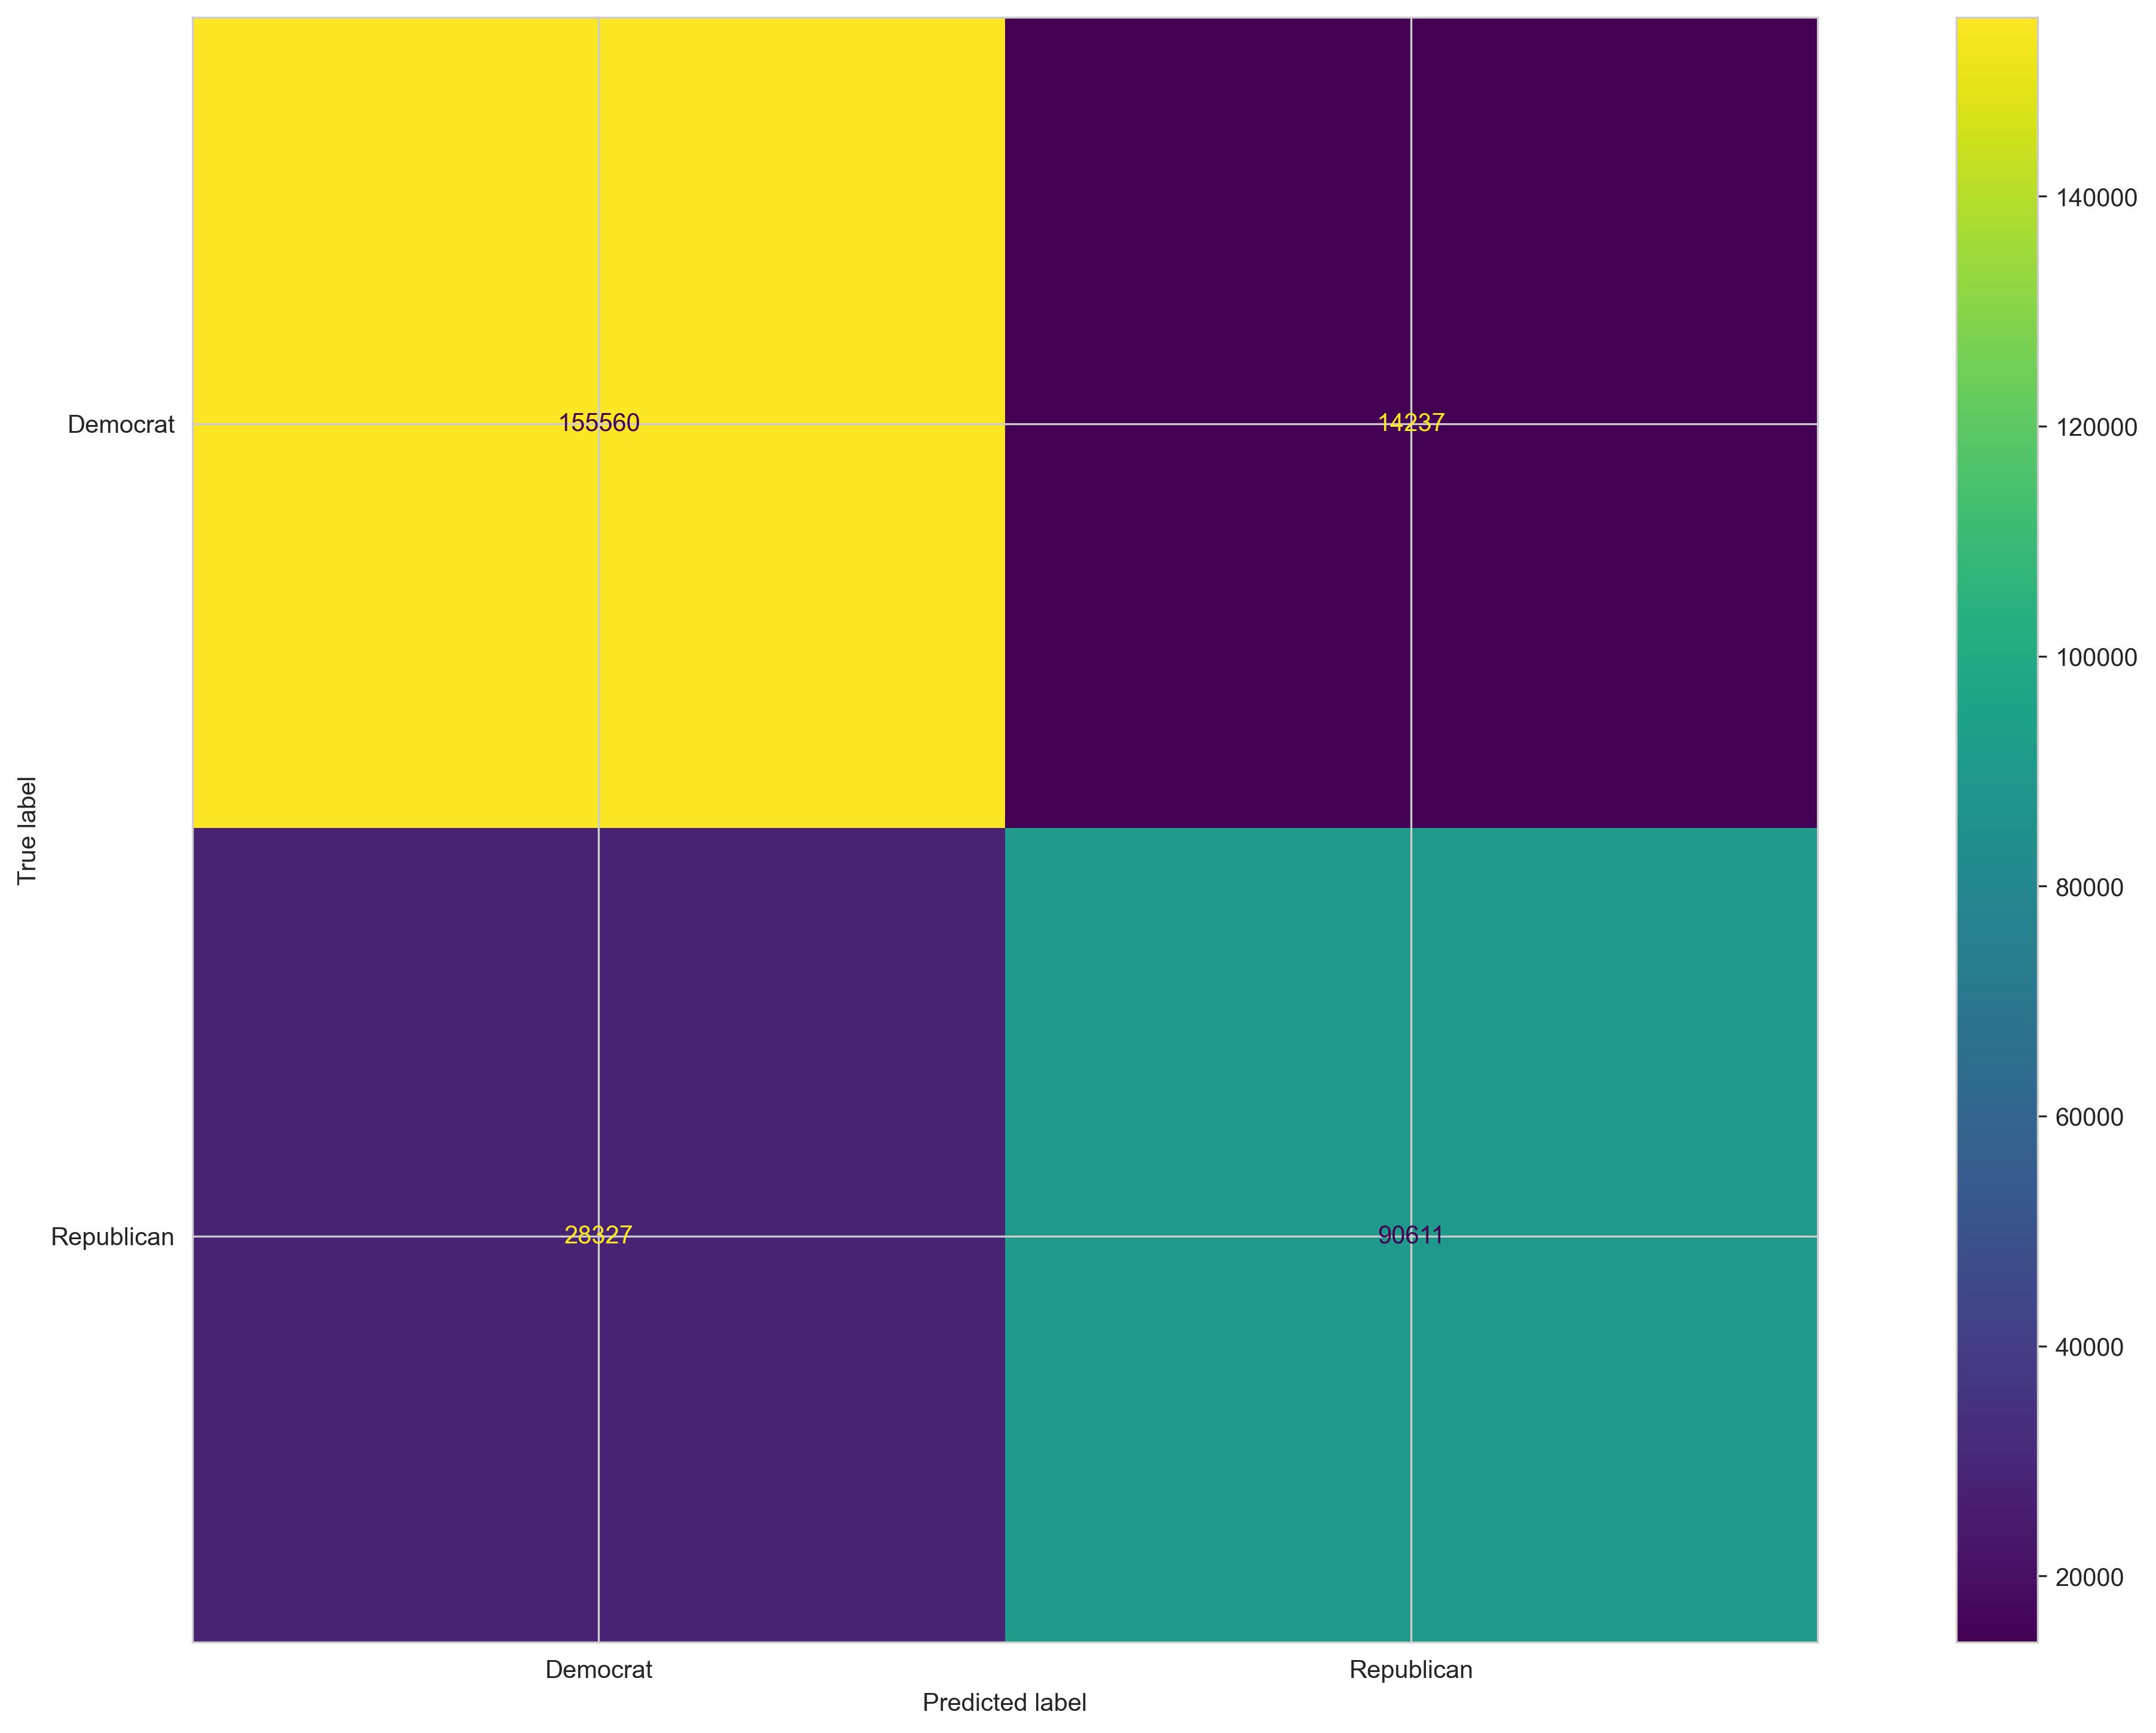 140000
120000
100000
80000
60000
40000
20000
Democrat
155560
14237
True label
Republican
28327
90611
Democrat
Republican
Predicted label